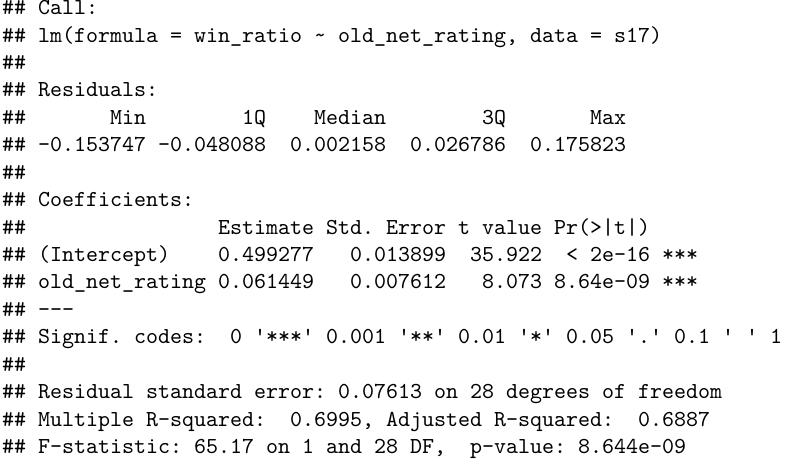 ## Call:
## lm(formula = win_ratio ~ old_net_rating, data = s17)
##
## Residuals:
##       Min        1Q    Median        3Q       Max
## -0.153747 -0.048088  0.002158  0.026786  0.175823
##
## Coefficients:
##                Estimate Std. Error t value Pr(>|t|)
## (Intercept)    0.499277   0.013899  35.922  < 2e-16 ***
## old_net_rating 0.061449   0.007612   8.073 8.64e-09 ***
## ---
## Signif. codes:  0 '***' 0.001 '**' 0.01 '*' 0.05 '.' 0.1 ' ' 1
##
## Residual standard error: 0.07613 on 28 degrees of freedom
## Multiple R-squared:  0.6995, Adjusted R-squared:  0.6887
## F-statistic: 65.17 on 1 and 28 DF,  p-value: 8.644e-09